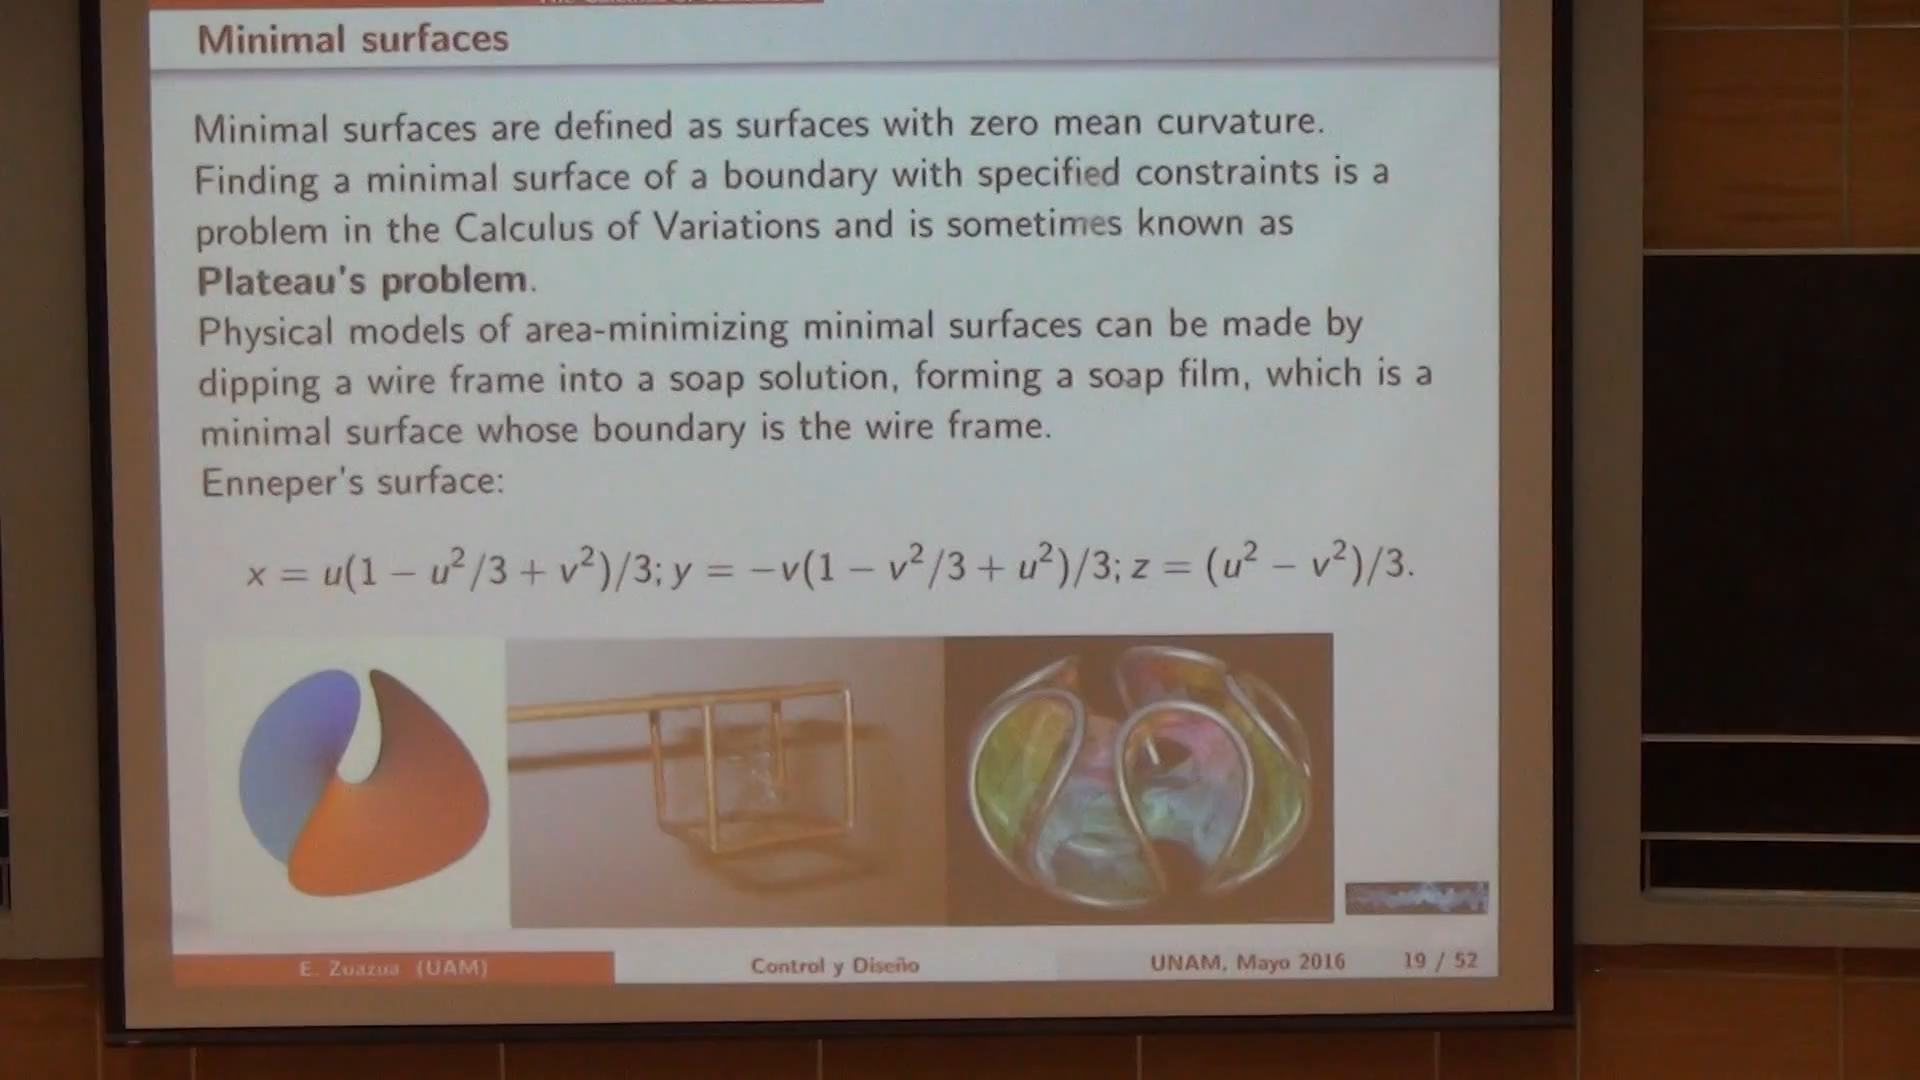 Minimal surfaces
Minimal surfaces are defined as surfaces with zero mean curvature.
Finding a minimal surface of a boundary with specified constraints is a
problem in the Calculus of Variations and is sometimes known as
Plateau's problem.
Physical models of area-minimizing minimal surfaces can be made by
dipping a wire frame into a soap solution, forming a soap film, which is a
minimal surface whose boundary is the wire frame.
Enneper's surface:
x = u(1 − u²/3 + v²)/3; y = −v(1 − v²/3 + u²)/3; z = (u² − v²)/3.
E. Zuazua (UAM)
Control y Diseño
UNAM, Mayo 2016
19 / 52